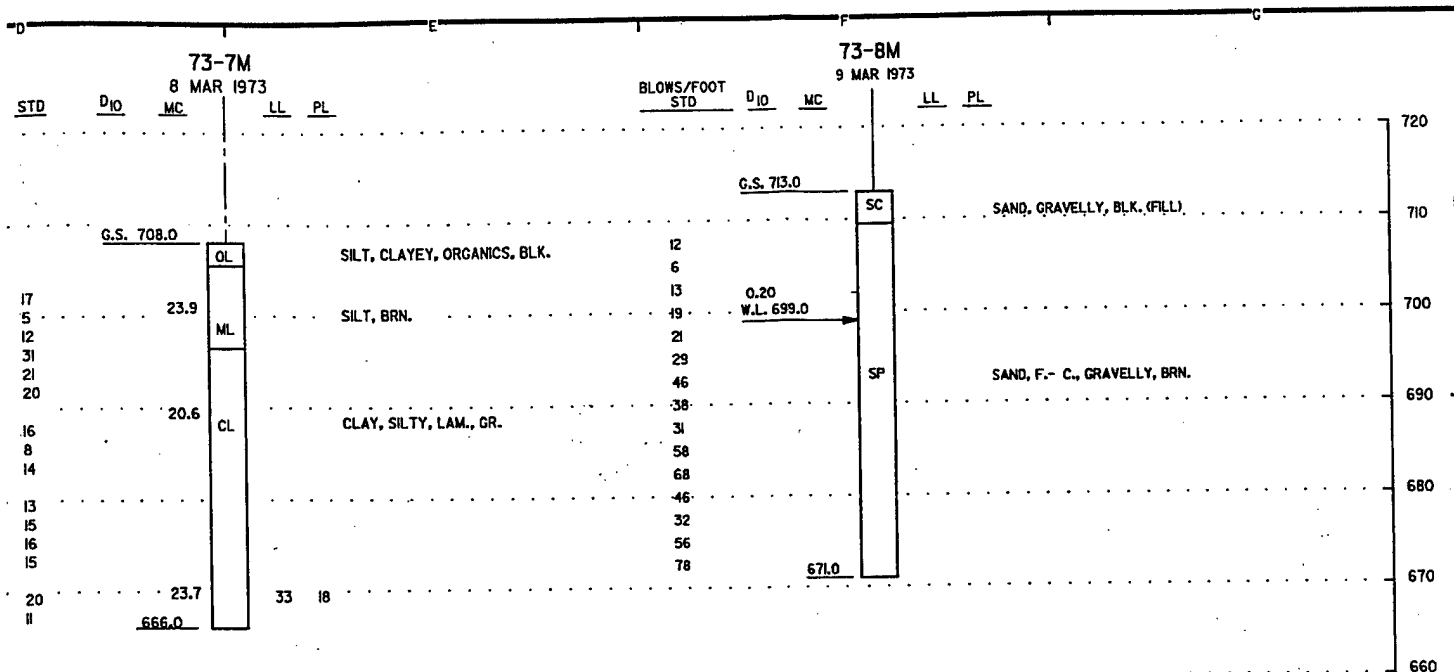 D E F G
73-7M
8 MAR 1973
STD D10 MC LL PL
G.S. 708.0
OL SILT, CLAYEY, ORGANICS, BLK.
17
23.9
5 SILT, BRN.
12 ML
31
21
20
20.6
16 CL CLAY, SILTY, LAM., GR.
8
14
13
15
16
15
20 23.7 33 18
11
666.0
73-8M
9 MAR 1973
BLOWS/FOOT
STD D10 MC LL PL
G.S. 713.0
SC SAND, GRAVELLY, BLK. (FILL)
12
6
13 0.20
19 W.L. 699.0
21
29
46 SP SAND, F.- C., GRAVELLY, BRN.
38
31
58
68
46
32
56
78 671.0
720
710
700
690
680
670
660